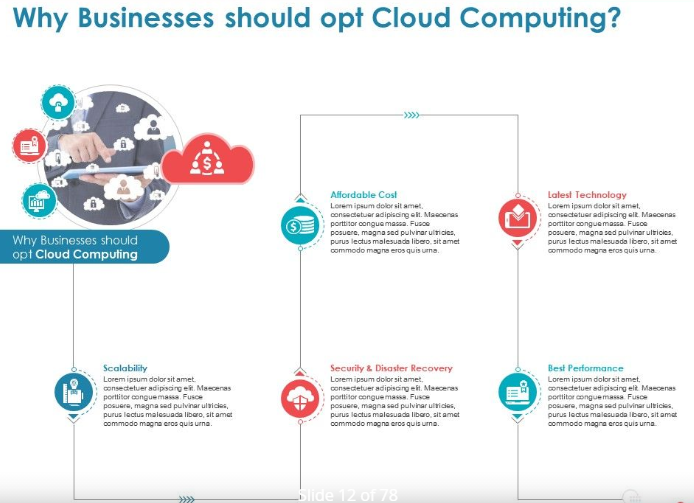 Why Businesses should opt Cloud Computing?
Why Businesses should
opt Cloud Computing
Affordable Cost
Lorem ipsum dolor sit amet,
consectetuer adipiscing elit. Maecenas
porttitor congue massa. Fusce
posuere, magna sed pulvinar ultricies,
purus lectus malesuada libero, sit amet
commodo magna eros quis urna.
Latest Technology
Lorem ipsum dolor sit amet,
consectetuer adipiscing elit. Maecenas
porttitor congue massa. Fusce
posuere, magna sed pulvinar ultricies,
purus lectus malesuada libero, sit amet
commodo magna eros quis urna.
Scalability
Lorem ipsum dolor sit amet,
consectetuer adipiscing elit. Maecenas
porttitor congue massa. Fusce
posuere, magna sed pulvinar ultricies,
purus lectus malesuada libero, sit amet
commodo magna eros quis urna.
Security & Disaster Recovery
Lorem ipsum dolor sit amet,
consectetuer adipiscing elit. Maecenas
porttitor congue massa. Fusce
posuere, magna sed pulvinar ultricies,
purus lectus malesuada libero, sit amet
commodo magna eros quis urna.
Best Performance
Lorem ipsum dolor sit amet,
consectetuer adipiscing elit. Maecenas
porttitor congue massa. Fusce
posuere, magna sed pulvinar ultricies,
purus lectus malesuada libero, sit amet
commodo magna eros quis urna.
Slide 12 of 78